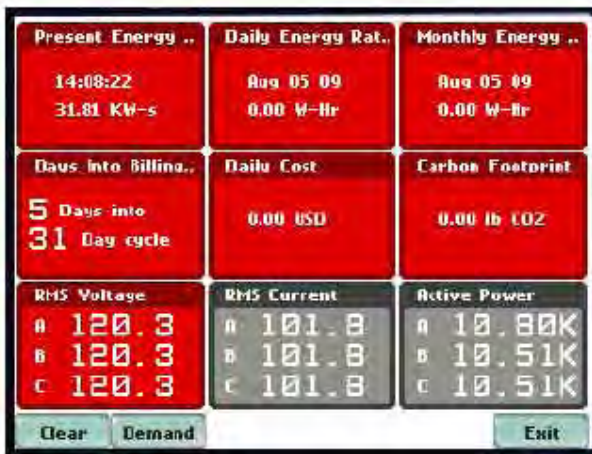 Present Energy ..
Daily Energy Rat..
Monthly Energy ..
14:08:22
31.81 KW-s
Aug 05 09
0.00 W-Hr
Aug 05 09
0.00 W-Hr
Days into Billing..
Daily Cost
Carbon Footprint
5 Days into
31 Day cycle
0.00 USD
0.00 lb CO2
RMS Voltage
A 120.3
B 120.3
C 120.3
RMS Current
A 101.8
B 101.8
C 101.8
Active Power
A 10.80K
B 10.51K
C 10.51K
Clear
Demand
Exit